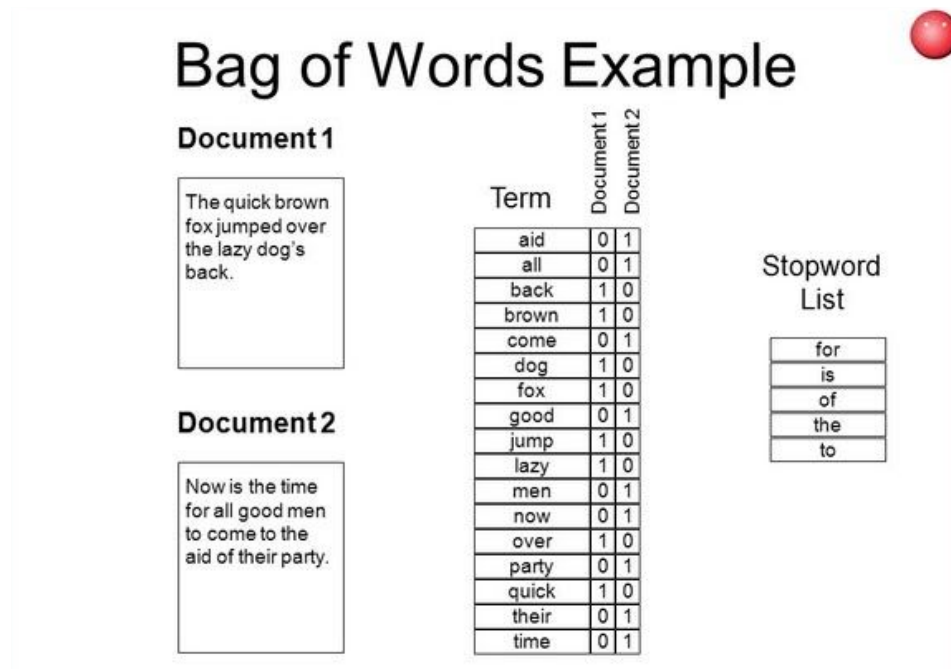 Bag of Words Example
Document 1
The quick brown
fox jumped over
the lazy dog's
back.
Document 2
Now is the time
for all good men
to come to the
aid of their party.
Term Document 1 Document 2
aid 0 1
all 0 1
back 1 0
brown 1 0
come 0 1
dog 1 0
fox 1 0
good 0 1
jump 1 0
lazy 1 0
men 0 1
now 0 1
over 1 0
party 0 1
quick 1 0
their 0 1
time 0 1
Stopword
List
for
is
of
the
to